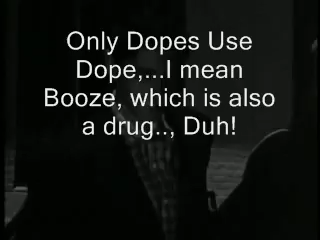 Only Dopes Use
Dope,...I mean
Booze, which is also
a drug.., Duh!